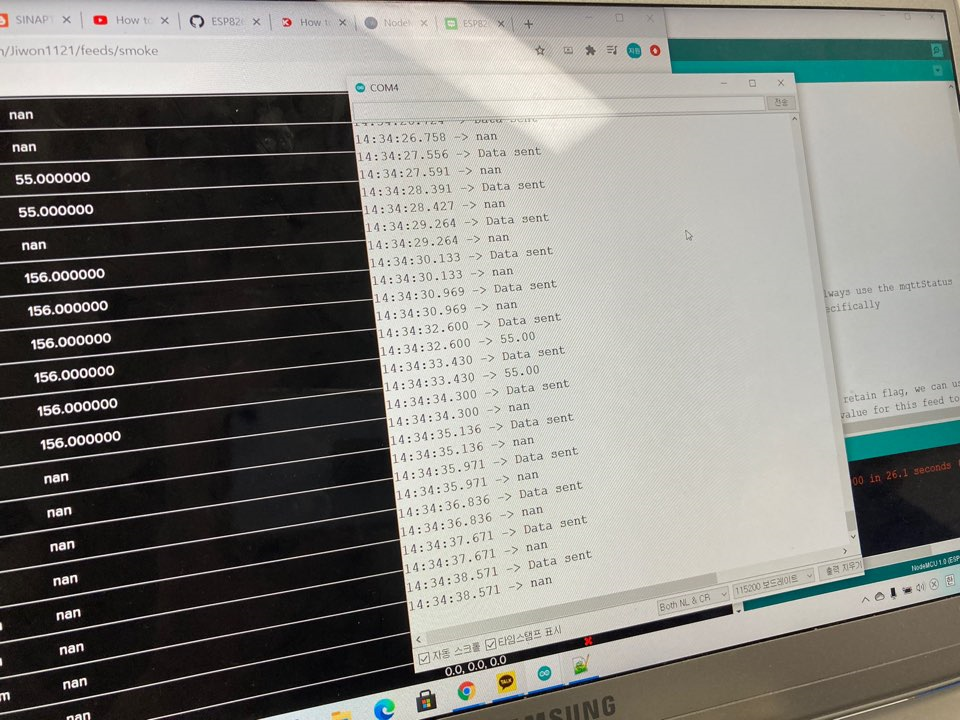 SINAPT
How to
ESP82
How to
Node
ESP82
/Jiwon1121/feeds/smoke
지원
nan
nan
55.000000
55.000000
nan
156.000000
156.000000
156.000000
156.000000
156.000000
156.000000
nan
nan
nan
nan
nan
nan
nan
nan
COM4
전송
Data sent
14:34:26.758 -> nan
14:34:27.556 -> Data sent
14:34:27.591 -> nan
14:34:28.391 -> Data sent
14:34:28.427 -> nan
14:34:29.264 -> Data sent
14:34:29.264 -> nan
14:34:30.133 -> Data sent
14:34:30.133 -> nan
14:34:30.969 -> Data sent
14:34:30.969 -> nan
14:34:32.600 -> Data sent
14:34:32.600 -> 55.00
14:34:33.430 -> Data sent
14:34:33.430 -> 55.00
14:34:34.300 -> Data sent
14:34:34.300 -> nan
14:34:35.136 -> Data sent
14:34:35.136 -> nan
14:34:35.971 -> Data sent
14:34:35.971 -> nan
14:34:36.836 -> Data sent
14:34:36.836 -> nan
14:34:37.671 -> Data sent
14:34:37.671 -> nan
14:34:38.571 -> Data sent
14:34:38.571 -> nan
자동 스크롤
타임스탬프 표시
Both NL & CR
115200 보드레이트
출력 지우기
lways use the mqttStatus
ecifically
retain flag, we can us
value for this feed to
00 in 26.1 seconds
NodeMCU 1.0 (ESP
0.0, 0.0, 0.0
TALK
한
SAMSUNG